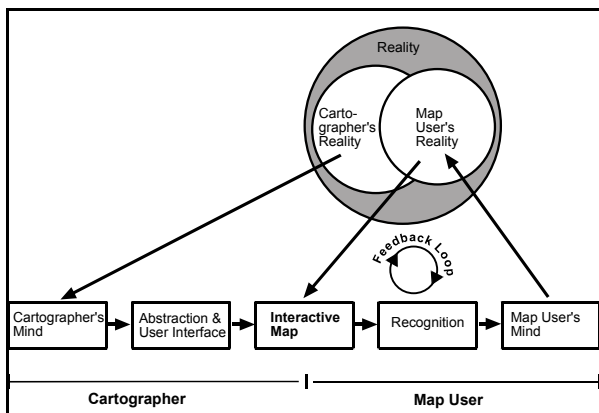 Reality
Carto-
grapher's
Reality
Map
User's
Reality
Feedback Loop
Cartographer's
Mind
Abstraction &
User Interface
Interactive
Map
Recognition
Map User's
Mind
Cartographer
Map User